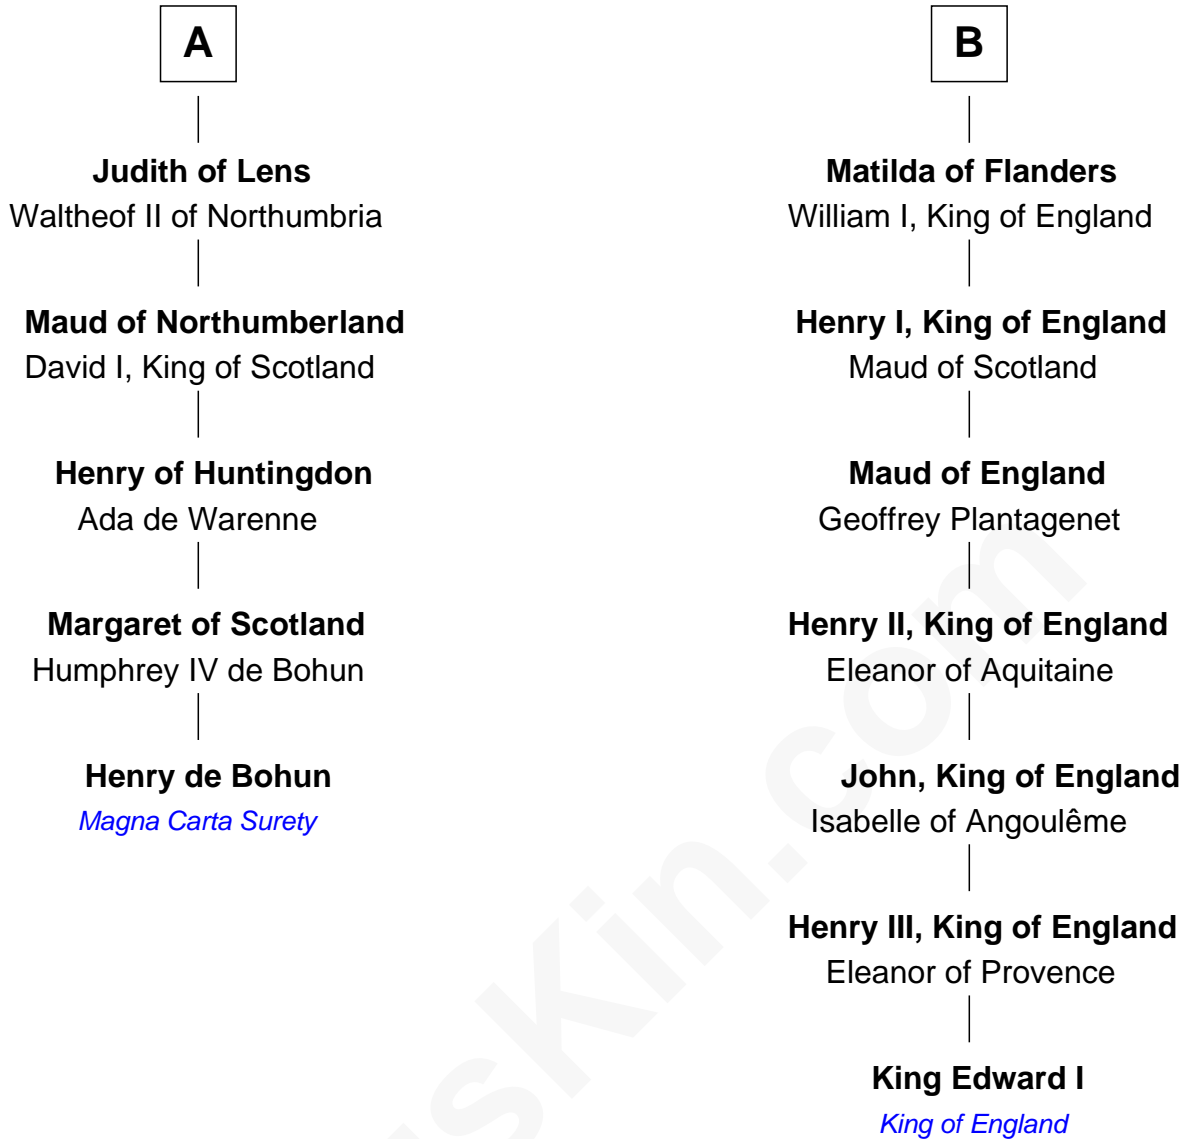 A
Judith of Lens
Waltheof II of Northumbria
Maud of Northumberland
David I, King of Scotland
Henry of Huntingdon
Ada de Warenne
Margaret of Scotland
Humphrey IV de Bohun
Henry de Bohun
Magna Carta Surety
B
Matilda of Flanders
William I, King of England
Henry I, King of England
Maud of Scotland
Maud of England
Geoffrey Plantagenet
Henry II, King of England
Eleanor of Aquitaine
John, King of England
Isabelle of Angoulême
Henry III, King of England
Eleanor of Provence
King Edward I
King of England
sKin.com